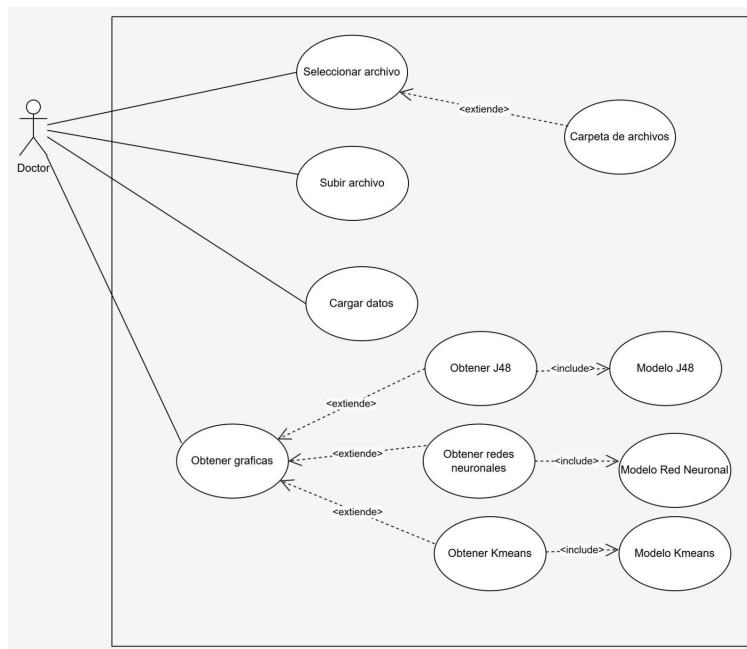 Seleccionar archivo
<extiende>
Carpeta de archivos
Doctor
Subir archivo
Cargar datos
Obtener J48
<include>
Modelo J48
<extiende>
Obtener graficas
<extiende>
Obtener redes
neuronales
<include>
Modelo Red Neuronal
<extiende>
Obtener Kmeans
<include>
Modelo Kmeans